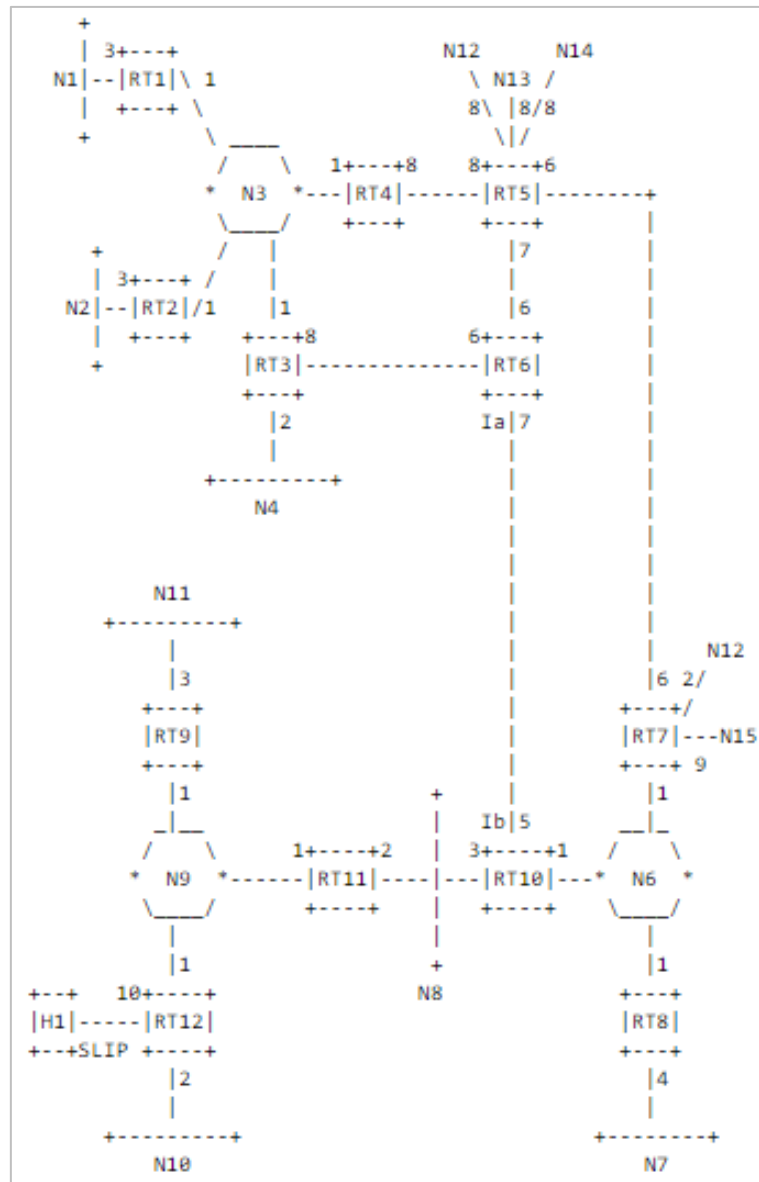 +
     | 3+---+                     N12      N14
   N1|--|RT1|\ 1                    \ N13 /
     |  +---+ \                    8\ |8/8
     +         \ ____                \|/
                /    \   1+---+8    8+---+6
               *  N3  *---|RT4|------|RT5|--------+
                \____/    +---+      +---+        |
      +         /   |                  |7         |
      | 3+---+ /    |                  |          |
    N2|--|RT2|/1    |1                 |6         |
      |  +---+    +---+8            6+---+        |
      +           |RT3|--------------|RT6|        |
                  +---+              +---+        |
                    |2               Ia|7         |
                    |                  |          |
               +---------+             |          |
                   N4                  |          |
                                       |          |
                                       |          |
           N11                         |          |
       +---------+                     |          |
            |                          |          |    N12
            |3                         |          |6 2/
          +---+                        |        +---+/
          |RT9|                        |        |RT7|---N15
          +---+                        |        +---+ 9
            |1                   +     |          |1
           _|__                  |   Ib|5       __|_
          /    \      1+----+2   |  3+----+1   /    \
         *  N9  *------|RT11|----|---|RT10|---*  N6  *
          \____/       +----+    |   +----+    \____/
            |                    |                |
            |1                   +                |1
 +--+   10+----+                N8              +---+
 |H1|-----|RT12|                                |RT8|
 +--+SLIP +----+                                +---+
            |2                                    |4
            |                                     |
       +---------+                            +--------+
           N10                                    N7